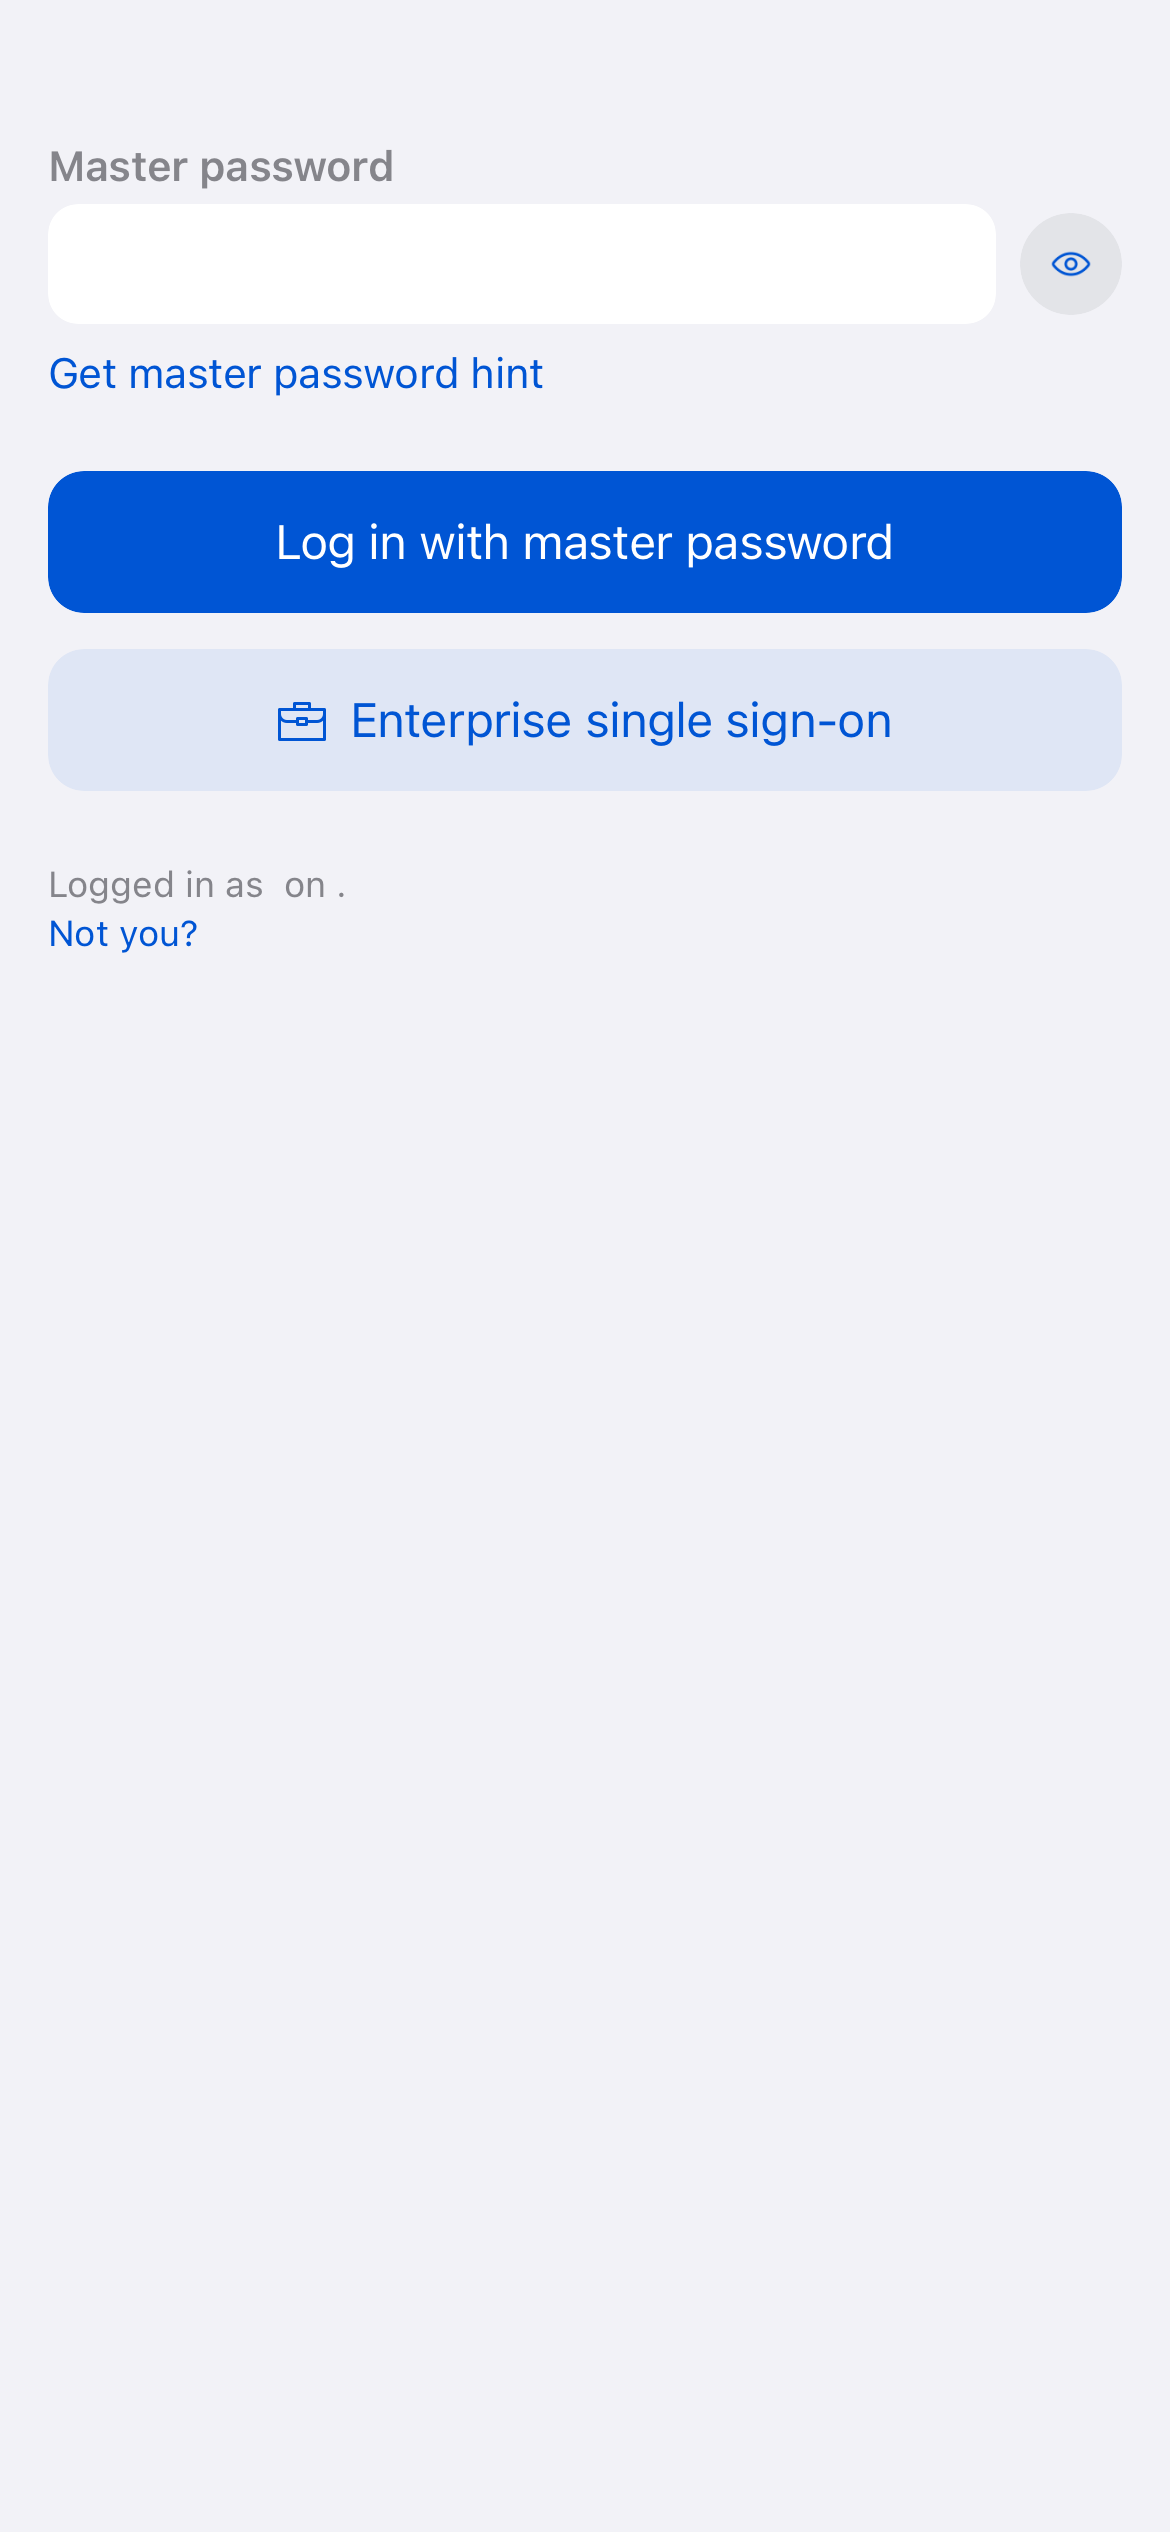 Master password
Get master password hint
Log in with master password
Enterprise single sign-on
Logged in as  on .
Not you?